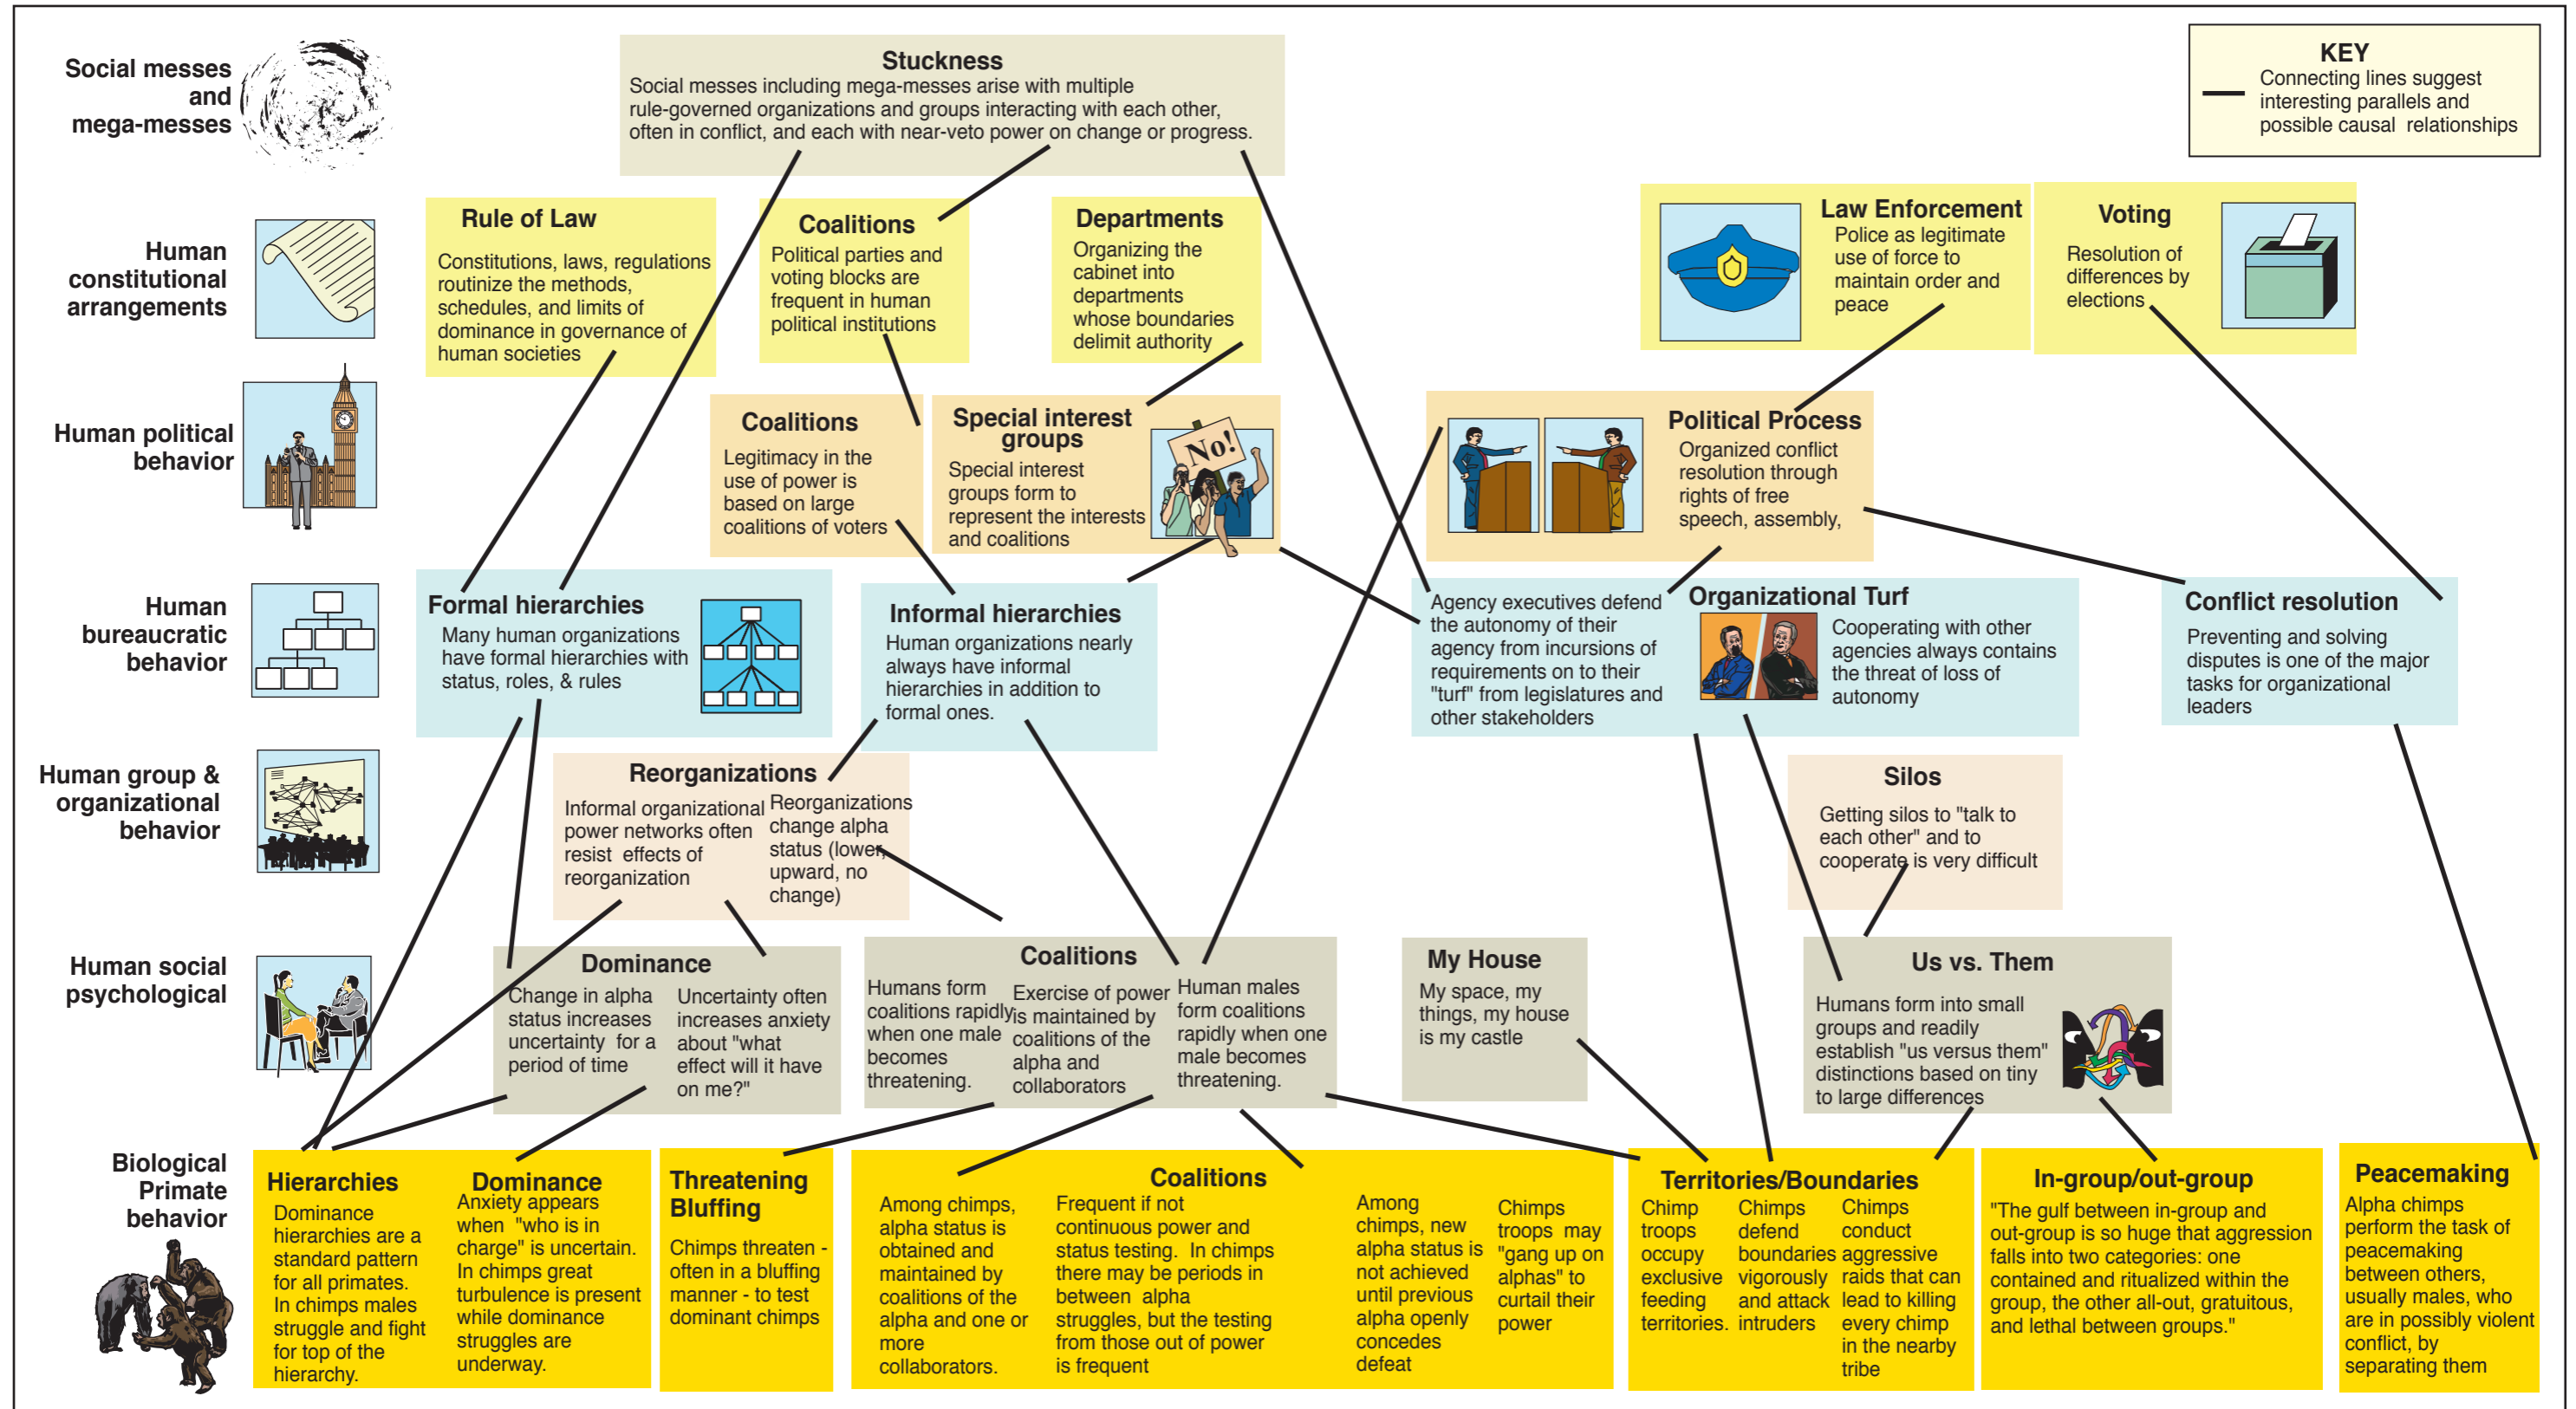 Social messes
and
mega-messes
Stuckness
Social messes including mega-messes arise with multiple
rule-governed organizations and groups interacting with each other,
often in conflict, and each with near-veto power on change or progress.
KEY
Connecting lines suggest
interesting parallels and
possible causal relationships
Human
constitutional
arrangements
Rule of Law
Constitutions, laws, regulations
routinize the methods,
schedules, and limits of
dominance in governance of
human societies
Coalitions
Political parties and
voting blocks are
frequent in human
political institutions
Departments
Organizing the
cabinet into
departments
whose boundaries
delimit authority
Law Enforcement
Police as legitimate
use of force to
maintain order and
peace
Voting
Resolution of
differences by
elections
Human political
behavior
Coalitions
Legitimacy in the
use of power is
based on large
coalitions of voters
Special interest
groups
Special interest
groups form to
represent the interests
and coalitions
No!
Political Process
Organized conflict
resolution through
rights of free
speech, assembly,
Human
bureaucratic
behavior
Formal hierarchies
Many human organizations
have formal hierarchies with
status, roles, & rules
Informal hierarchies
Human organizations nearly
always have informal
hierarchies in addition to
formal ones.
Organizational Turf
Agency executives defend
the autonomy of their
agency from incursions of
requirements on to their
"turf" from legislatures and
other stakeholders
Cooperating with other
agencies always contains
the threat of loss of
autonomy
Conflict resolution
Preventing and solving
disputes is one of the major
tasks for organizational
leaders
Human group &
organizational
behavior
Reorganizations
Informal organizational
power networks often
resist effects of
reorganization
Reorganizations
change alpha
status (lower,
upward, no
change)
Silos
Getting silos to "talk to
each other" and to
cooperate is very difficult
Human social
psychological
Dominance
Change in alpha
status increases
uncertainty for a
period of time
Uncertainty often
increases anxiety
about "what
effect will it have
on me?"
Coalitions
Humans form
coalitions rapidly
when one male
becomes
threatening.
Exercise of power
is maintained by
coalitions of the
alpha and
collaborators
Human males
form coalitions
rapidly when one
male becomes
threatening.
My House
My space, my
things, my house
is my castle
Us vs. Them
Humans form into small
groups and readily
establish "us versus them"
distinctions based on tiny
to large differences
Biological
Primate
behavior
Hierarchies
Dominance
hierarchies are a
standard pattern
for all primates.
In chimps males
struggle and fight
for top of the
hierarchy.
Dominance
Anxiety appears
when "who is in
charge" is uncertain.
In chimps great
turbulence is present
while dominance
struggles are
underway.
Threatening
Bluffing
Chimps threaten -
often in a bluffing
manner - to test
dominant chimps
Coalitions
Among chimps,
alpha status is
obtained and
maintained by
coalitions of the
alpha and one or
more
collaborators.
Frequent if not
continuous power and
status testing. In chimps
there may be periods in
between alpha
struggles, but the testing
from those out of power
is frequent
Among
chimps, new
alpha status is
not achieved
until previous
alpha openly
concedes
defeat
Chimps
troops may
"gang up on
alphas" to
curtail their
power
Territories/Boundaries
Chimp
troops
occupy
exclusive
feeding
territories.
Chimps
defend
boundaries
vigorously
and attack
intruders
Chimps
conduct
aggressive
raids that can
lead to killing
every chimp
in the nearby
tribe
In-group/out-group
"The gulf between in-group and
out-group is so huge that aggression
falls into two categories: one
contained and ritualized within the
group, the other all-out, gratuitous,
and lethal between groups."
Peacemaking
Alpha chimps
perform the task of
peacemaking
between others,
usually males, who
are in possibly violent
conflict, by
separating them